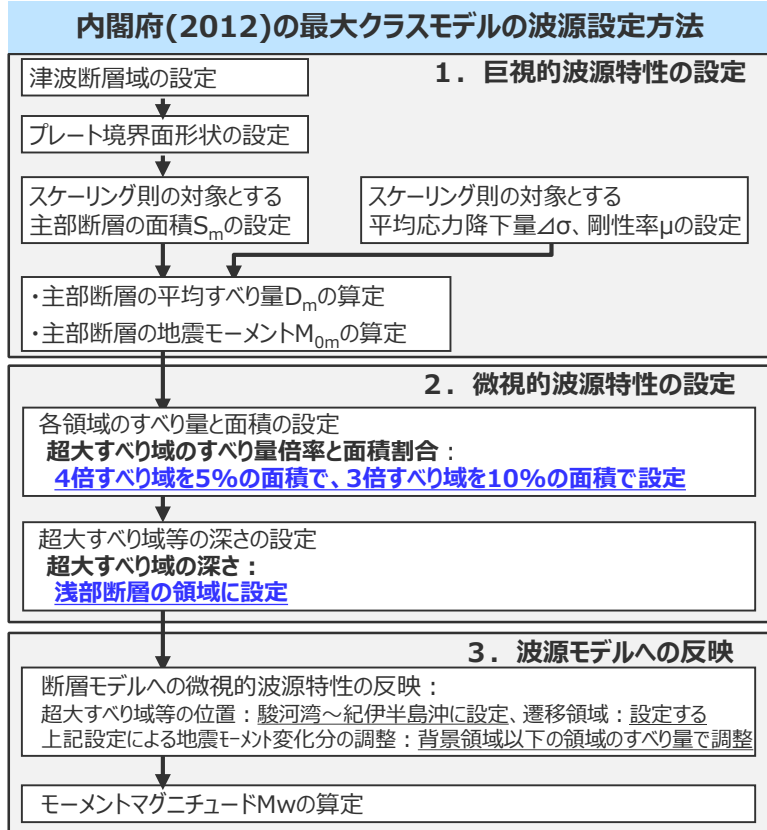 内閣府(2012)の最大クラスモデルの波源設定方法
1．巨視的波源特性の設定
津波断層域の設定
プレート境界面形状の設定
スケーリング則の対象とする
主部断層の面積Smの設定
スケーリング則の対象とする
平均応力降下量⊿σ、剛性率μの設定
・主部断層の平均すべり量Dmの算定
・主部断層の地震モーメントM0mの算定
2．微視的波源特性の設定
各領域のすべり量と面積の設定
超大すべり域のすべり量倍率と面積割合：
4倍すべり域を5%の面積で、3倍すべり域を10%の面積で設定
超大すべり域等の深さの設定
超大すべり域の深さ：
浅部断層の領域に設定
3．波源モデルへの反映
断層モデルへの微視的波源特性の反映：
超大すべり域等の位置：駿河湾～紀伊半島沖に設定、遷移領域：設定する
上記設定による地震ﾓｰﾒﾝﾄ変化分の調整：背景領域以下の領域のすべり量で調整
モーメントマグニチュードMwの算定